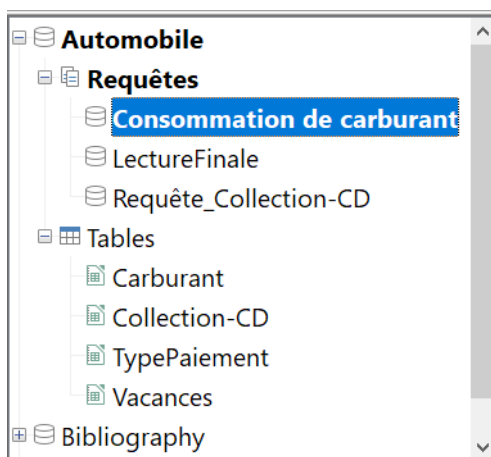 Automobile
Requêtes
Consommation de carburant
LectureFinale
Requête_Collection-CD
Tables
Carburant
Collection-CD
TypePaiement
Vacances
Bibliography